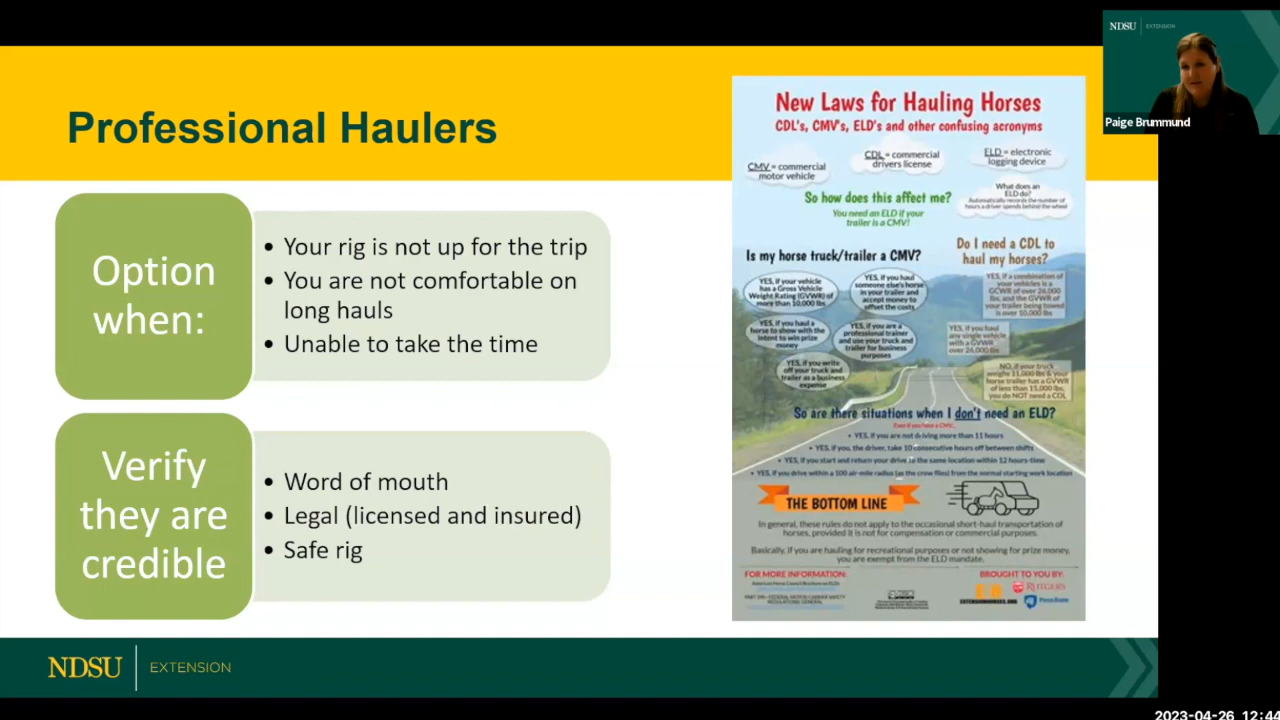 Professional Haulers
Option
when:
• Your rig is not up for the trip
• You are not comfortable on
long hauls
• Unable to take the time
Verify
they are
credible
• Word of mouth
• Legal (licensed and insured)
• Safe rig
New Laws for Hauling Horses
CDL's, CMV's, ELD's and other confusing acronyms
CMV = commercial
motor vehicle
CDL = commercial
drivers license
ELD = electronic
logging device
So how does this affect me?
You need an ELD if your
trailer is a CMV!
What does an
ELD do?
Automatically records the number of
hours a driver spends behind the wheel
Is my horse truck/trailer a CMV?
YES, if your vehicle
has a Gross Vehicle
Weight Rating (GVWR) of
more than 10,000 lbs
YES, if you haul
someone else's horse
in your trailer and
accept money to
offset the costs
YES, if you haul a
horse to show with the
intent to win prize
money
YES, if you are a
professional trainer
and use your truck and
trailer for business
purposes
YES, if you write
off your truck and
trailer as a business
expense
Do I need a CDL to
haul my horses?
YES, if a combination of
your vehicles is a
GCWR of over 26,000
lbs, and the GVWR of
your trailer being towed
is over 10,000 lbs
YES, if you haul
any single vehicle
with a GVWR
over 26,000 lbs
NO, if your truck
weighs 11,000 lbs & your
horse trailer has a GVWR
of less than 15,000 lbs,
you do NOT need a CDL
So are there situations when I don't need an ELD?
Even if you have a CMV...
• YES, if you are not driving more than 11 hours
• YES, if you, the driver, take 10 consecutive hours off between shifts
• YES, if you start and return your drive to the same location within 12 hours-time
• YES, if you drive within a 100 air-mile radius (as the crow flies) from the normal starting work location
THE BOTTOM LINE
In general, these rules do not apply to the occasional short-haul transportation of
horses, provided it is not for compensation or commercial purposes.
Basically, if you are hauling for recreational purposes or not showing for prize money,
you are exempt from the ELD mandate.
FOR MORE INFORMATION:
American Horse Council Brochure on ELDs
REGULATIONS; GENERAL
BROUGHT TO YOU BY:
EXTENSIONHORSES.ORG
RUTGERS
PennState
NDSU EXTENSION
NDSU EXTENSION
Paige Brummund
2023-04-26 12:44